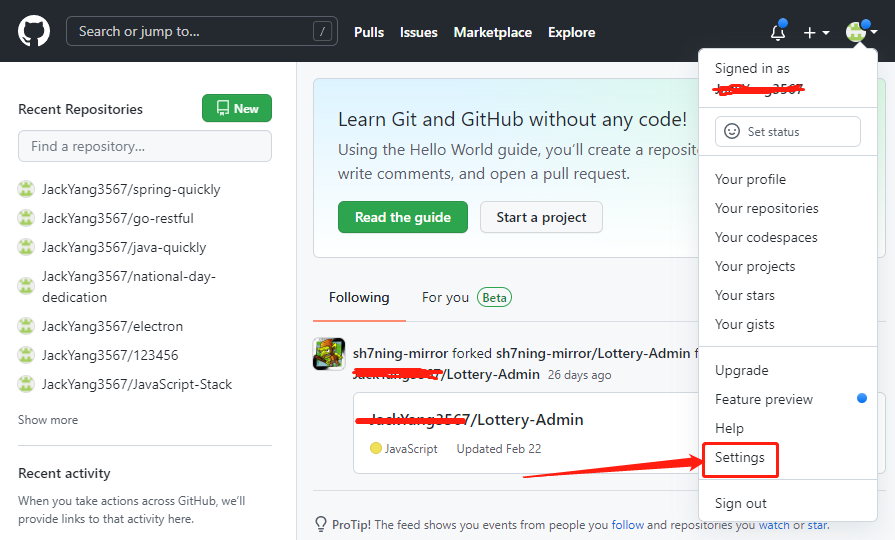 Search or jump to...
/
Pulls
Issues
Marketplace
Explore
Signed in as
Set status
Your profile
Your repositories
Your codespaces
Your projects
Your stars
Your gists
Upgrade
Feature preview
Help
Settings
Sign out
Recent Repositories
New
Find a repository...
JackYang3567/spring-quickly
JackYang3567/go-restful
JackYang3567/java-quickly
JackYang3567/national-day-
dedication
JackYang3567/electron
JackYang3567/123456
JackYang3567/JavaScript-Stack
Show more
Recent activity
When you take actions across GitHub, we'll
provide links to that activity here.
Learn Git and GitHub without any code!
Using the Hello World guide, you'll create a reposit
write comments, and open a pull request.
Read the guide
Start a project
Following
For you
Beta
sh7ning-mirror forked sh7ning-mirror/Lottery-Admin f
/Lottery-Admin 26 days ago
/Lottery-Admin
JavaScript
Updated Feb 22
ProTip! The feed shows you events from people you follow and repositories you watch or star.